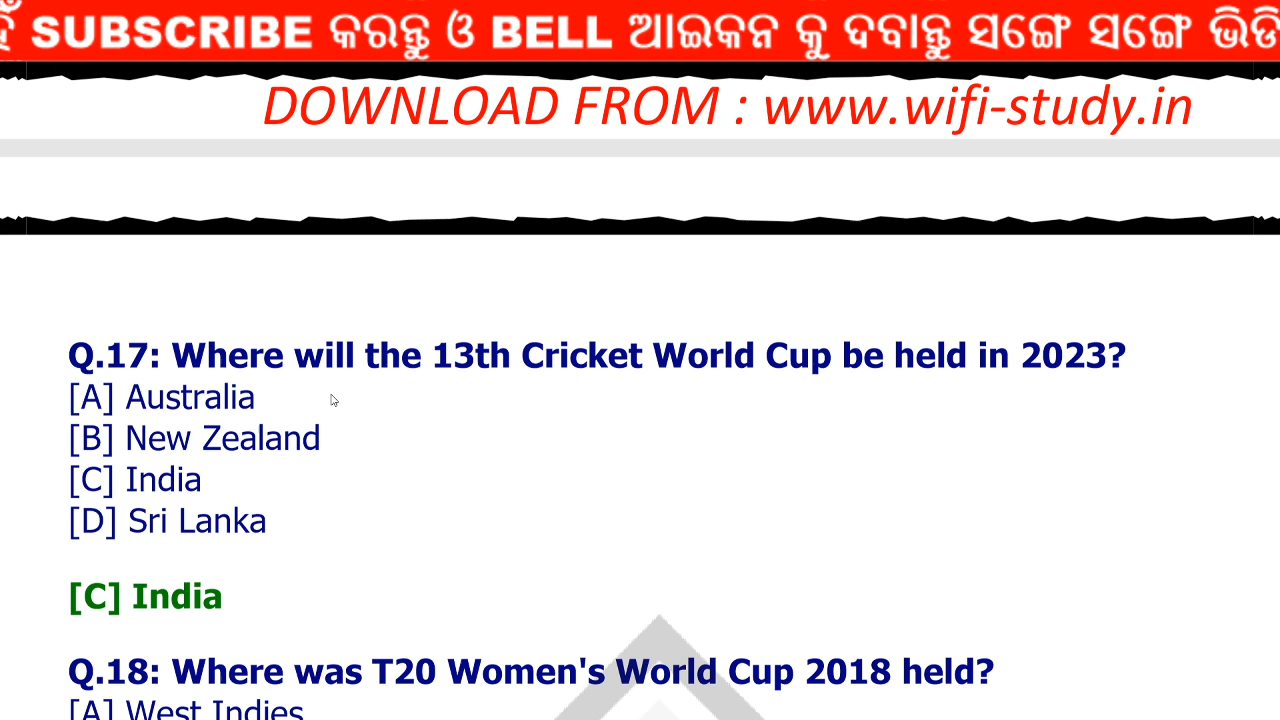 SUBSCRIBE କରନ୍ତୁ ଓ BELL ଆଇକନ କୁ ଦବାନ୍ତୁ ସଙ୍ଗେ ସଙ୍ଗେ
DOWNLOAD FROM : www.wifi-study.in
Q.17: Where will the 13th Cricket World Cup be held in 2023?
[A] Australia
[B] New Zealand
[C] India
[D] Sri Lanka
[C] India
Q.18: Where was T20 Women's World Cup 2018 held?
[A] West Indies